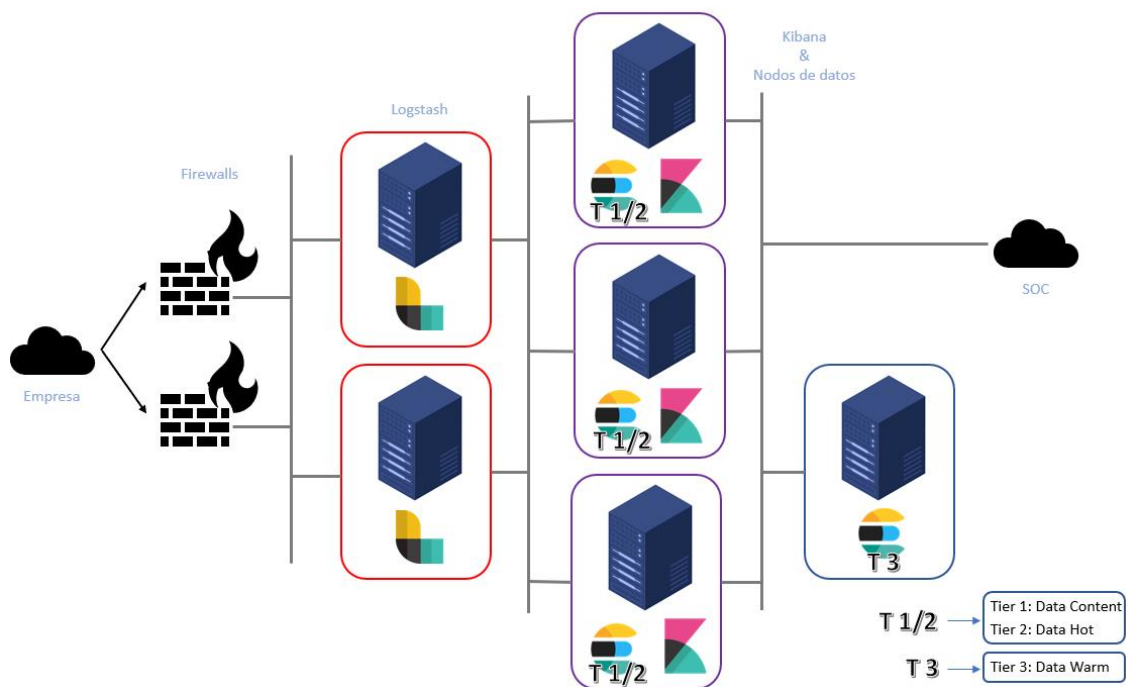 Kibana
&
Nodos de datos
Logstash
Firewalls
T 1/2
Empresa
SOC
T 1/2
T 3
T 1/2
T 1/2
Tier 1: Data Content
Tier 2: Data Hot
T 3
Tier 3: Data Warm